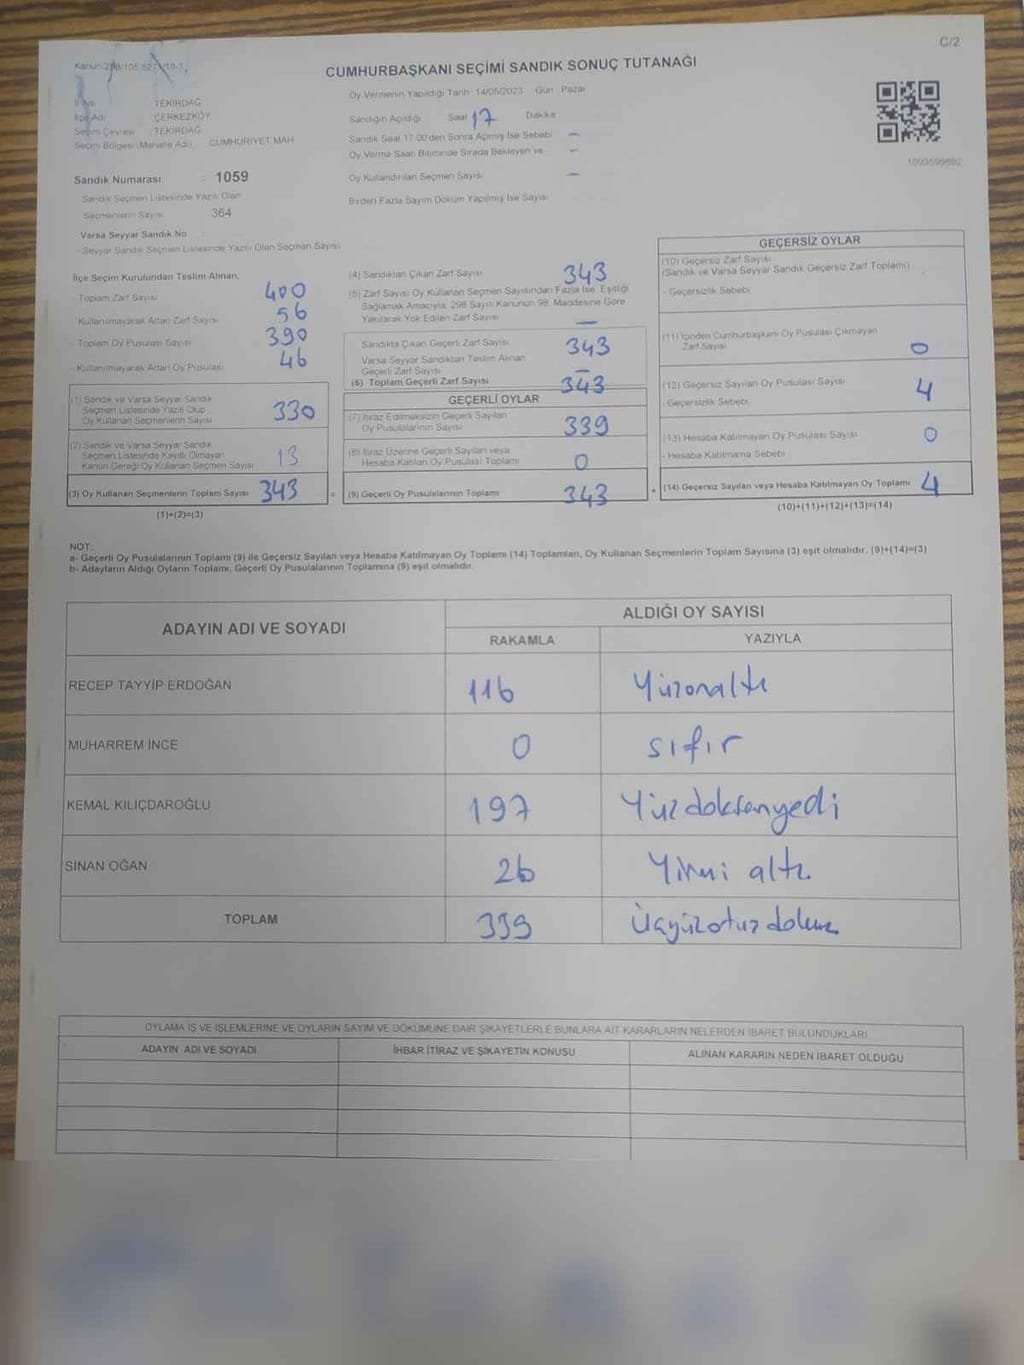 C/2
CUMHURBAŞKANI SEÇİMİ SANDIK SONUÇ TUTANAĞI
Oy Vermenin Yapıldığı Tarih 14/05/2023 Gün Pazar
Sandığın Açıldığı Saat 17 Dakika
Sandık Saat 17:00'den Sonra Açılmış İse Sebebi —
Oy Verme Saati Bitiminde Sırada Bekleyen ve —
Oy Kullandırılan Seçmen Sayısı —
Birden Fazla Sayım Döküm Yapılmış İse Sayısı
1099599882
TEKİRDAĞ
İlçe Adı ÇERKEZKÖY
Seçim Çevresi : TEKİRDAĞ
Seçim Bölgesi (Mahalle Adı) CUMHURİYET MAH
Sandık Numarası : 1059
Sandık Seçmen Listesinde Yazılı Olan
Seçmenlerin Sayısı 364
Varsa Seyyar Sandık No
- Seyyar Sandık Seçmen Listesinde Yazılı Olan Seçmen Sayısı
İlçe Seçim Kurulundan Teslim Alınan;
- Toplam Zarf Sayısı 400
- Kullanılmayarak Artan Zarf Sayısı 56
- Toplam Oy Pusulası Sayısı 390
- Kullanılmayarak Artan Oy Pusulası 46
(1) Sandık ve Varsa Seyyar Sandık
Seçmen Listesinde Yazılı Olup
Oy Kullanan Seçmenlerin Sayısı 330
(2) Sandık ve Varsa Seyyar Sandık
Seçmen Listesinde Kayıtlı Olmayan
Kanun Gereği Oy Kullanan Seçmen Sayısı 13
(3) Oy Kullanan Seçmenlerin Toplam Sayısı 343
(1)+(2)=(3)
(4) Sandıktan Çıkan Zarf Sayısı 343
(5) Zarf Sayısı Oy Kullanan Seçmen Sayısından Fazla İse, Eşitliği
Sağlamak Amacıyla, 298 Sayılı Kanunun 98. Maddesine Göre
Yakılarak Yok Edilen Zarf Sayısı —
Sandıkta Çıkan Geçerli Zarf Sayısı 343
Varsa Seyyar Sandıktan Teslim Alınan
Geçerli Zarf Sayısı —
(6) Toplam Geçerli Zarf Sayısı 343
GEÇERLİ OYLAR
(7) İtiraz Edilmeksizin Geçerli Sayılan
Oy Pusulalarının Sayısı 339
(8) İtiraz Üzerine Geçerli Sayılan veya
Hesaba Katılan Oy Pusulası Toplamı 0
= (9) Geçerli Oy Pusulalarının Toplamı 343
GEÇERSİZ OYLAR
(10) Geçersiz Zarf Sayısı
(Sandık ve Varsa Seyyar Sandık Geçersiz Zarf Toplamı)
- Geçersizlik Sebebi
(11) İçinden Cumhurbaşkanı Oy Pusulası Çıkmayan
Zarf Sayısı 0
(12) Geçersiz Sayılan Oy Pusulası Sayısı 4
- Geçersizlik Sebebi
(13) Hesaba Katılmayan Oy Pusulası Sayısı 0
- Hesaba Katılmama Sebebi
+ (14) Geçersiz Sayılan veya Hesaba Katılmayan Oy Toplamı 4
(10)+(11)+(12)+(13)=(14)
NOT:
a- Geçerli Oy Pusulalarının Toplamı (9) ile Geçersiz Sayılan veya Hesaba Katılmayan Oy Toplamı (14) Toplamları, Oy Kullanan Seçmenlerin Toplam Sayısına (3) eşit olmalıdır. (9)+(14)=(3)
b- Adayların Aldığı Oyların Toplamı, Geçerli Oy Pusulalarının Toplamına (9) eşit olmalıdır.
ADAYIN ADI VE SOYADI
ALDIĞI OY SAYISI
RAKAMLA YAZIYLA
RECEP TAYYİP ERDOĞAN 116 Yüzonaltı
MUHARREM İNCE 0 sıfır
KEMAL KILIÇDAROĞLU 197 Yüzdoksanyedi
SİNAN OĞAN 26 Yirmi altı
TOPLAM 339
OYLAMA İŞ VE İŞLEMLERİNE VE OYLARIN SAYIM VE DÖKÜMÜNE DAİR ŞİKAYETLERLE BUNLARA AİT KARARLARIN NELERDEN İBARET BULUNDUKLARI
ADAYIN ADI VE SOYADI İHBAR İTİRAZ VE ŞİKAYETİN KONUSU ALINAN KARARIN NEDEN İBARET OLDUĞU